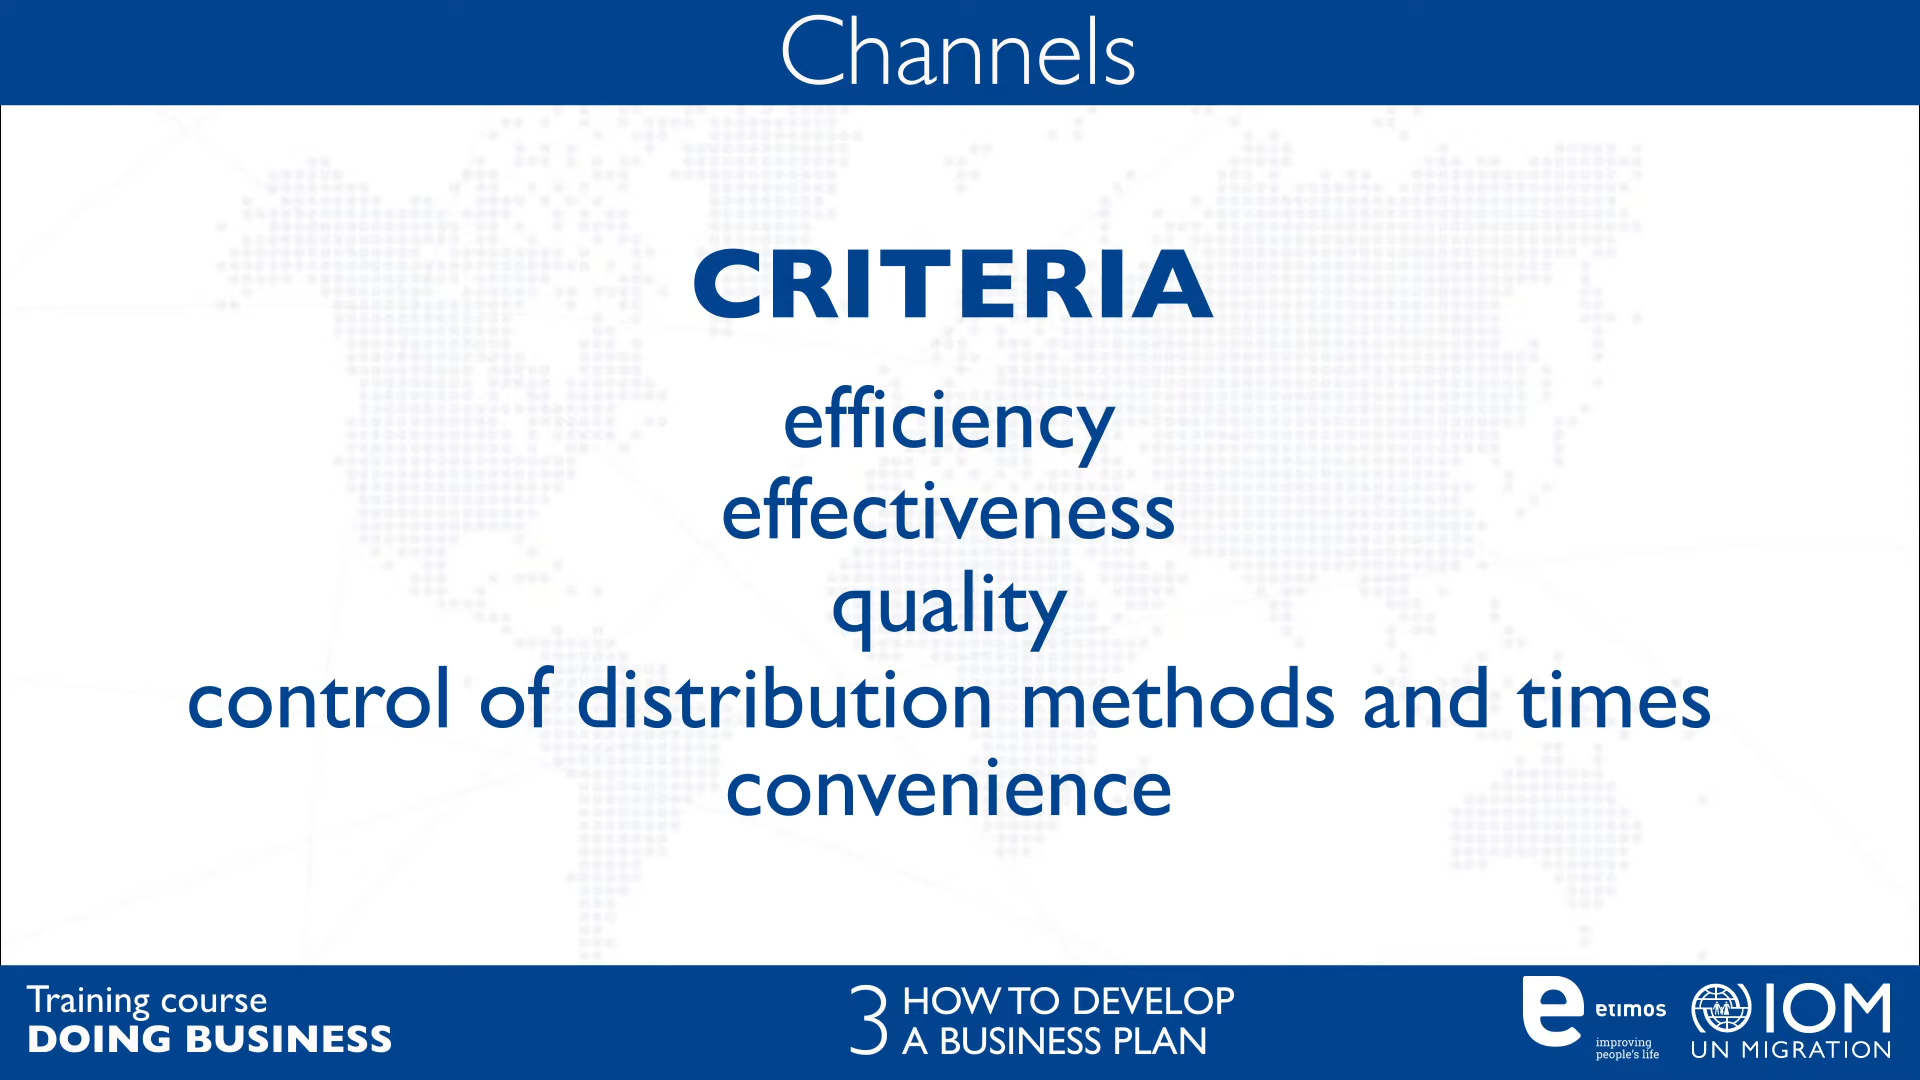 Channels
CRITERIA
efficiency
effectiveness
quality
control of distribution methods and times
convenience
Training course
DOING BUSINESS
3 HOW TO DEVELOP
A BUSINESS PLAN
e etimos
improving
people's life
IOM
UN MIGRATION